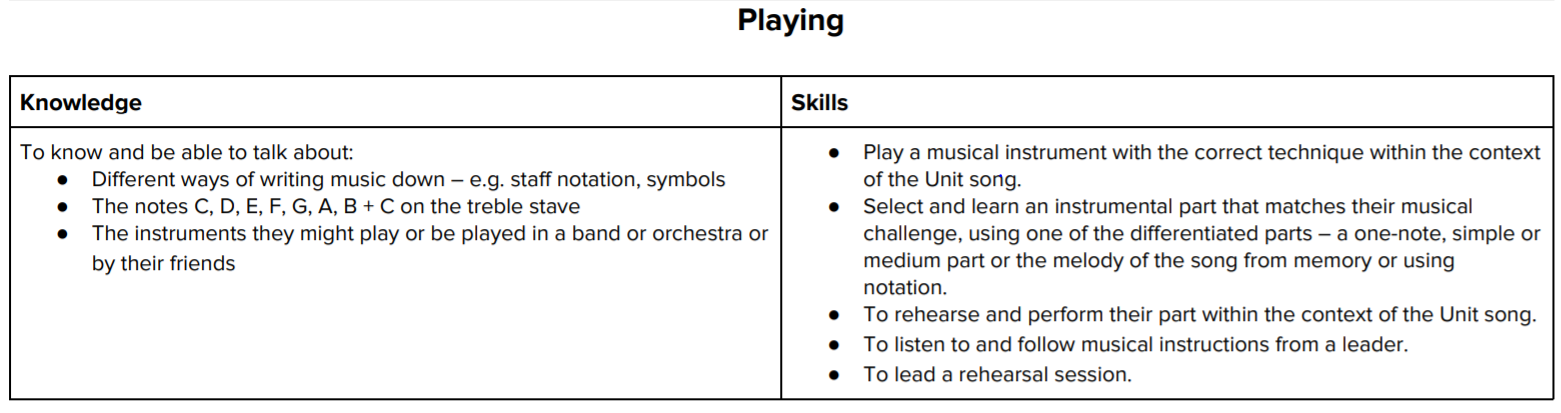 Playing
Knowledge
Skills
To know and be able to talk about:
● Different ways of writing music down – e.g. staff notation, symbols
● The notes C, D, E, F, G, A, B + C on the treble stave
● The instruments they might play or be played in a band or orchestra or
by their friends
● Play a musical instrument with the correct technique within the context
of the Unit song.
● Select and learn an instrumental part that matches their musical
challenge, using one of the differentiated parts – a one-note, simple or
medium part or the melody of the song from memory or using
notation.
● To rehearse and perform their part within the context of the Unit song.
● To listen to and follow musical instructions from a leader.
● To lead a rehearsal session.